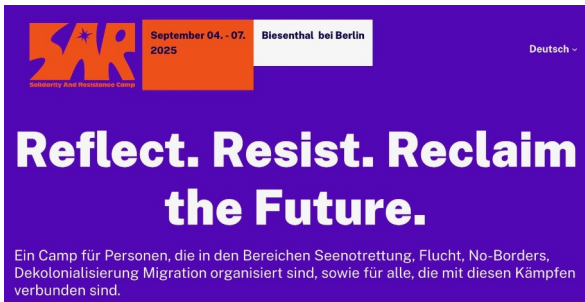 SAR
Solidarity And Resistance Camp
September 04. - 07.
2025
Biesenthal bei Berlin
Deutsch
Reflect. Resist. Reclaim
the Future.
Ein Camp für Personen, die in den Bereichen Seenotrettung, Flucht, No-Borders,
Dekolonialisierung Migration organisiert sind, sowie für alle, die mit diesen Kämpfen
verbunden sind.